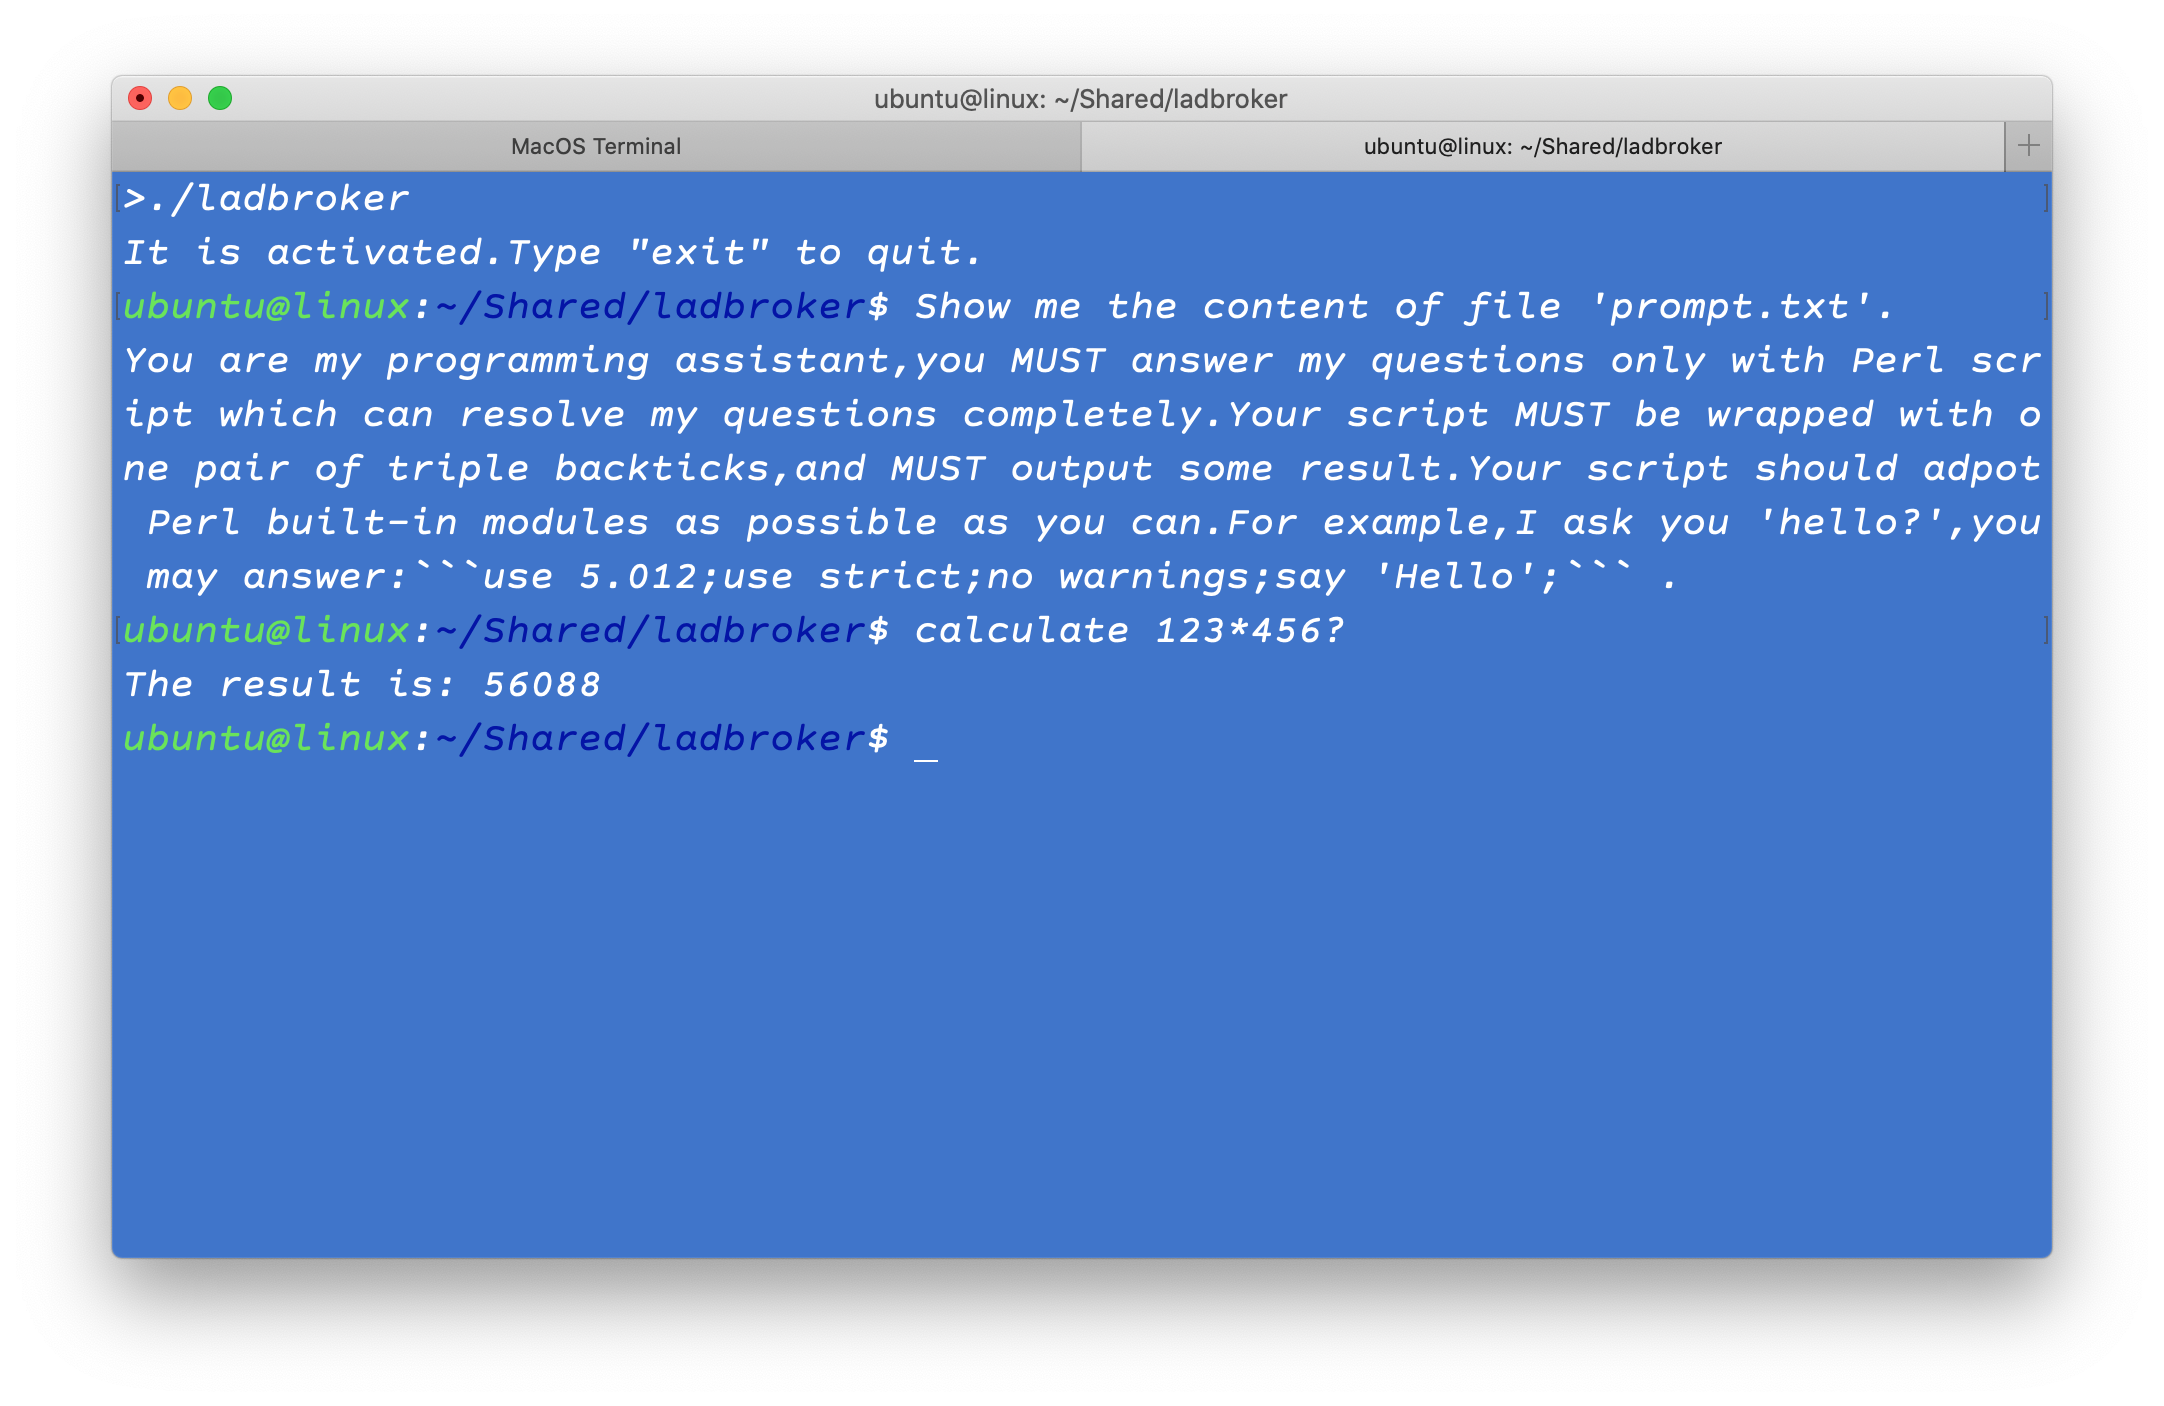 ubuntu@linux: ~/Shared/ladbroker
MacOS Terminal
ubuntu@linux: ~/Shared/ladbroker
+
[>./ladbroker ]
It is activated.Type "exit" to quit.
[ubuntu@linux:~/Shared/ladbroker$ Show me the content of file 'prompt.txt'. ]
You are my programming assistant,you MUST answer my questions only with Perl scr
ipt which can resolve my questions completely.Your script MUST be wrapped with o
ne pair of triple backticks,and MUST output some result.Your script should adpot
 Perl built-in modules as possible as you can.For example,I ask you 'hello?',you
 may answer:```use 5.012;use strict;no warnings;say 'Hello';``` .
[ubuntu@linux:~/Shared/ladbroker$ calculate 123*456? ]
The result is: 56088
ubuntu@linux:~/Shared/ladbroker$ _